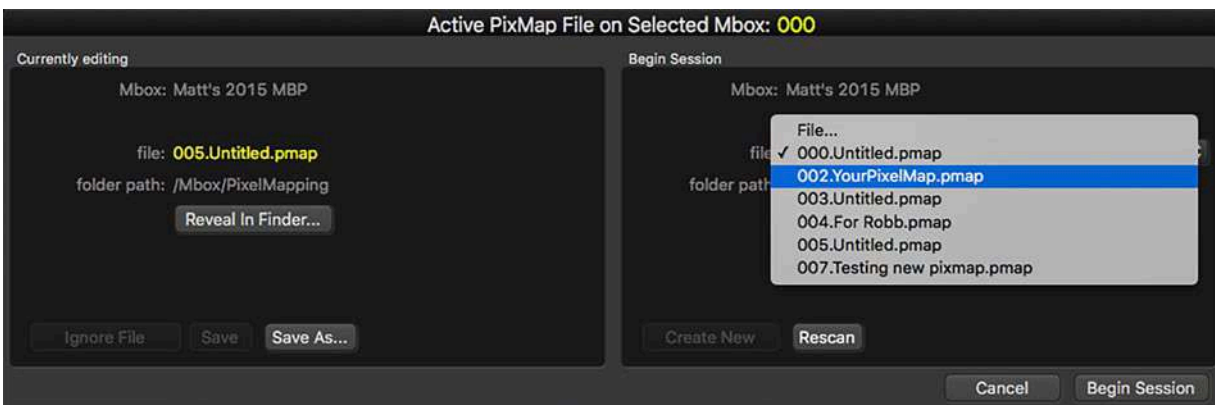 Active PixMap File on Selected Mbox: 000
Currently editing
Mbox: Matt's 2015 MBP
file: 005.Untitled.pmap
folder path: /Mbox/PixelMapping
Reveal In Finder...
Ignore File
Save
Save As...
Begin Session
Mbox: Matt's 2015 MBP
file
folder path
File...
✓ 000.Untitled.pmap
002.YourPixelMap.pmap
003.Untitled.pmap
004.For Robb.pmap
005.Untitled.pmap
007.Testing new pixmap.pmap
Create New
Rescan
Cancel
Begin Session